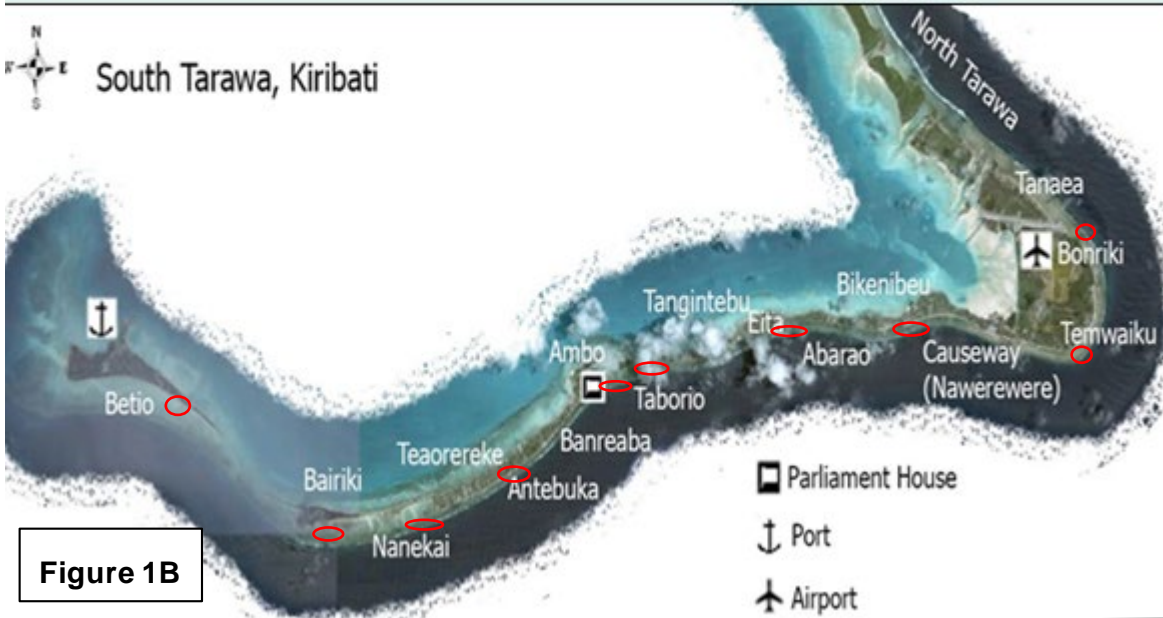 N
E
S
South Tarawa, Kiribati
North Tarawa
Tanaea
Bonriki
Bikenibeu
Tangintebu
Eita
Temwaiku
Abarao
Causeway
(Nawerewere)
Ambo
Taborio
Betio
Banreaba
Teaorereke
Antebuka
Bairiki
Nanekai
Parliament House
Port
Airport
Figure 1B